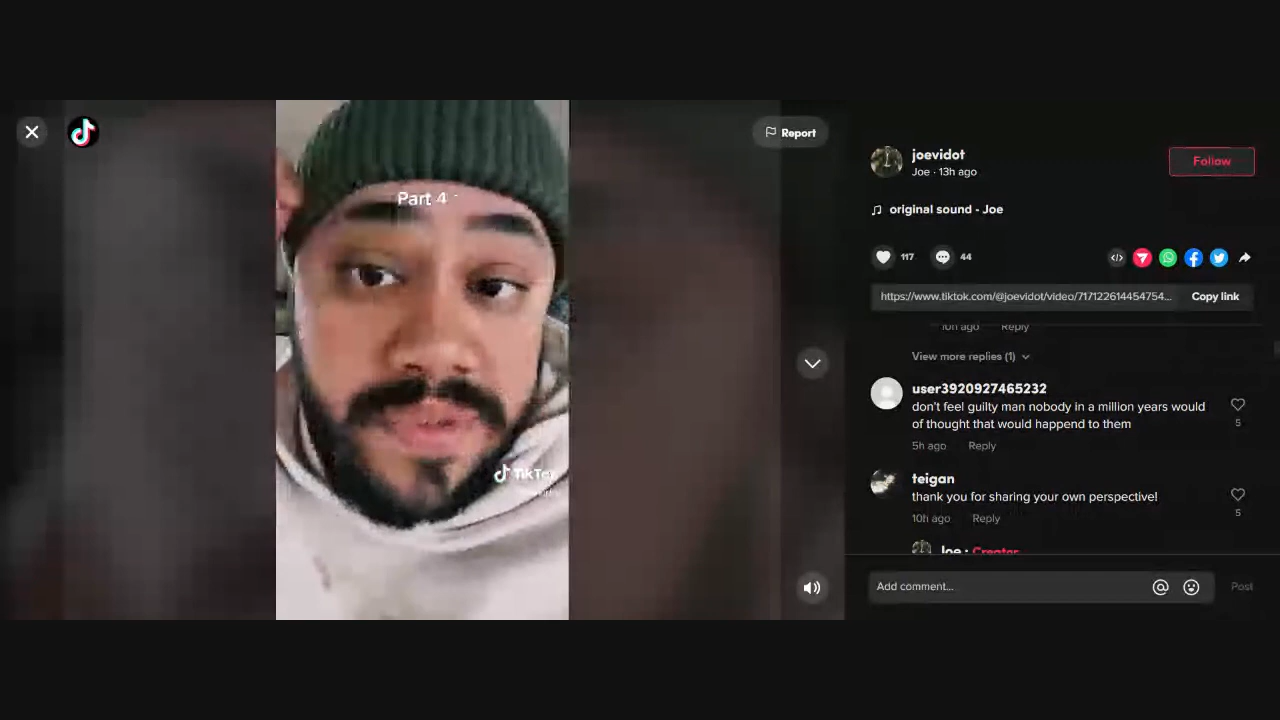 Part 4
TikTok
Report
joevidot
Joe · 13h ago
Follow
original sound - Joe
117
44
https://www.tiktok.com/@joevidot/video/717122614454754...
Copy link
10h ago Reply
View more replies (1)
user3920927465232
don't feel guilty man nobody in a million years would
of thought that would happend to them
5
5h ago Reply
teigan
thank you for sharing your own perspective!
5
10h ago Reply
Joe · Creator
Add comment...
Post